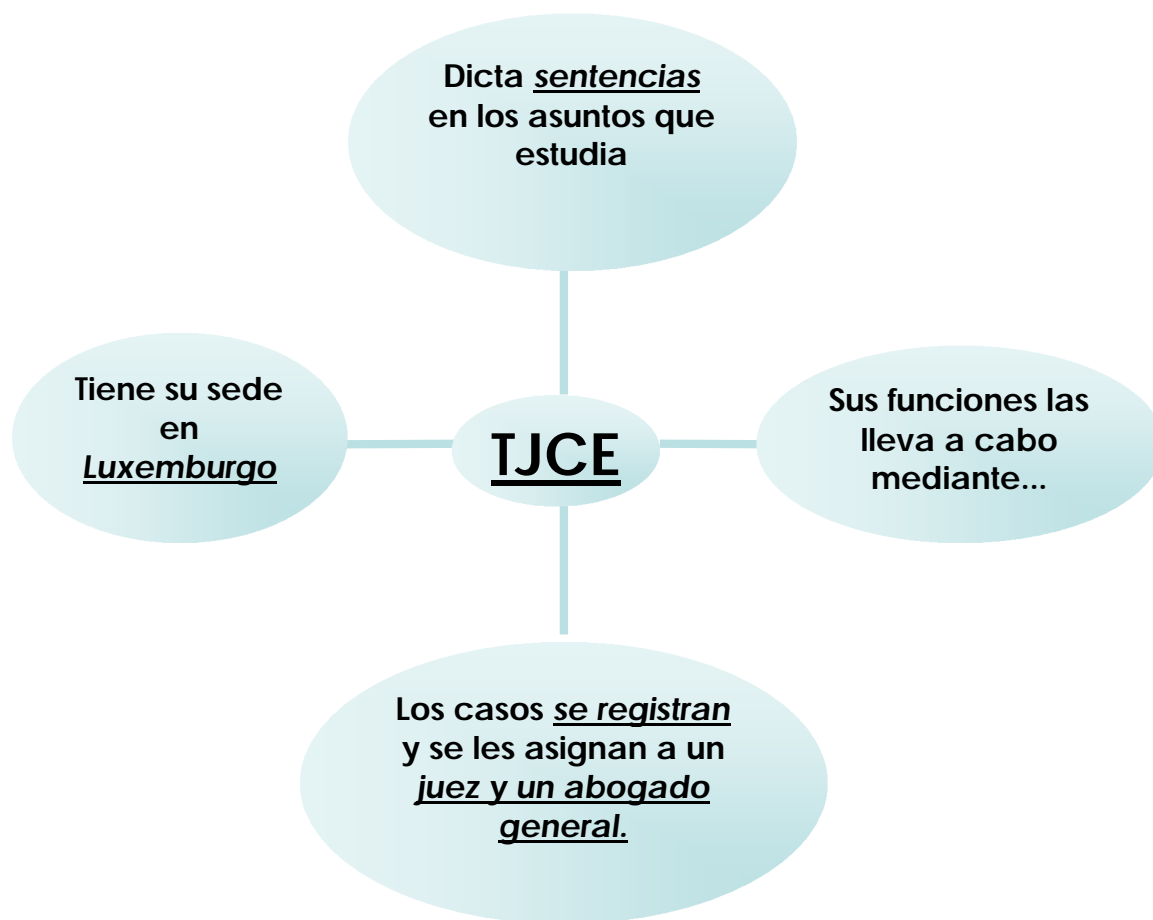 Dicta sentencias
en los asuntos que
estudia
Tiene su sede
en
Luxemburgo
TJCE
Sus funciones las
lleva a cabo
mediante...
Los casos se registran
y se les asignan a un
juez y un abogado
general.